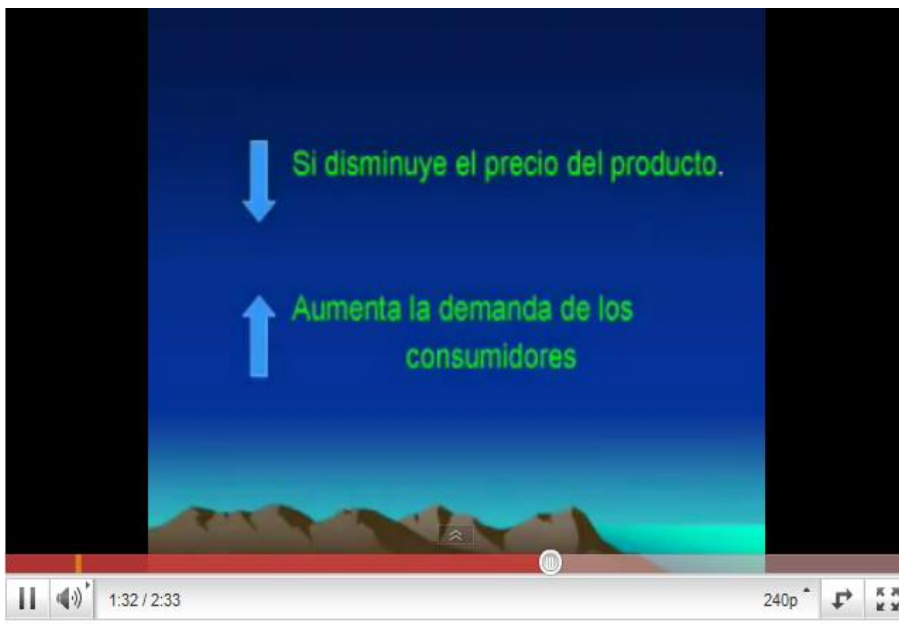 Si disminuye el precio del producto.
Aumenta la demanda de los
consumidores
1:32 / 2:33
240p